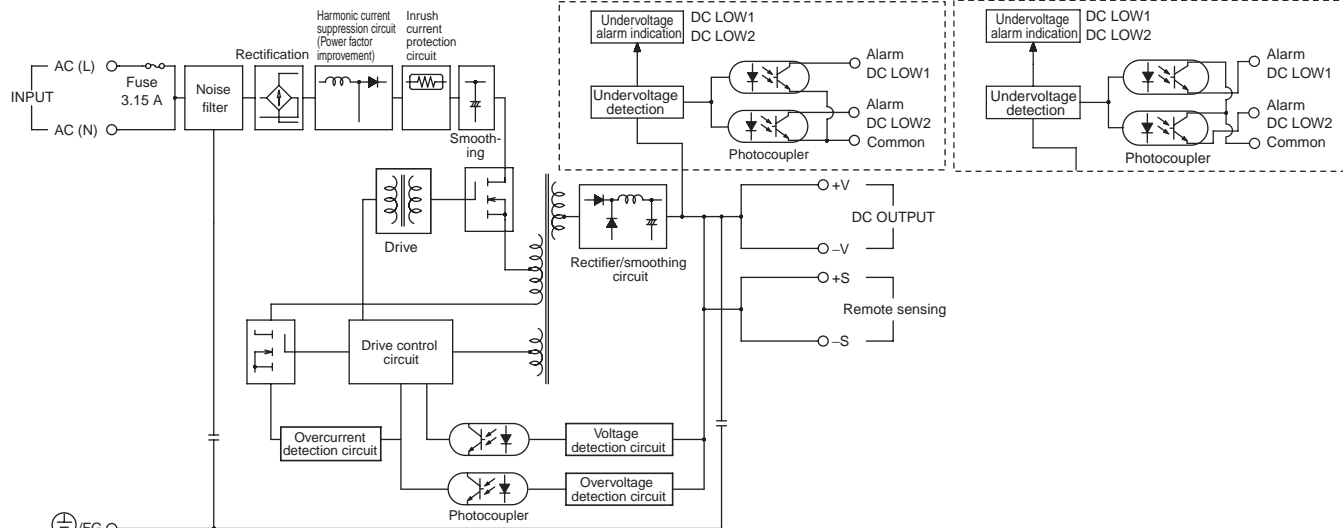 Harmonic current
suppression circuit
(Power factor
improvement)
Inrush
current
protection
circuit
Rectification
AC (L)
Fuse
3.15 A
INPUT
AC (N)
Noise
filter
Smooth-
ing
Undervoltage
alarm indication
DC LOW1
DC LOW2
Undervoltage
detection
Alarm
DC LOW1
Alarm
DC LOW2
Common
Photocoupler
Undervoltage
alarm indication
DC LOW1
DC LOW2
Undervoltage
detection
Alarm
DC LOW1
Alarm
DC LOW2
Common
Photocoupler
Drive
Rectifier/smoothing
circuit
+V
DC OUTPUT
–V
+S
Remote sensing
–S
Drive control
circuit
Overcurrent
detection circuit
Voltage
detection circuit
Overvoltage
detection circuit
Photocoupler
/FG